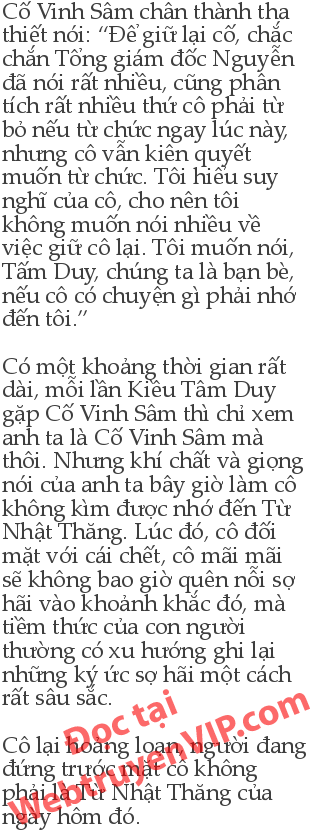 Cố Vinh Sâm chân thành tha
thiết nói: “Để giữ lại cố, chắc
chắn Tổng giám đốc Nguyễn
đã nói rất nhiều, cũng phân
tích rất nhiều thứ cô phải từ
bỏ nếu từ chức ngay lúc này,
nhưng cô vẫn kiên quyết
muốn từ chức. Tôi hiểu suy
nghĩ của cô, cho nên tôi
không muốn nói nhiều về
việc giữ cô lại. Tôi muốn nói,
Tấm Duy, chúng ta là bạn bè,
nếu cô có chuyện gì phải nhớ
đến tôi.”
Có một khoảng thời gian rất
dài, mỗi lần Kiều Tâm Duy
gặp Cố Vinh Sâm thì chỉ xem
anh ta là Cố Vinh Sâm mà
thôi. Nhưng khí chất và giọng
nói của anh ta bây giờ làm cô
không kìm được nhớ đến Từ
Nhật Thăng. Lúc đó, cô đối
mặt với cái chết, cô mãi mãi
sẽ không bao giờ quên nỗi sợ
hãi vào khoảnh khắc đó, mà
tiềm thức của con người
thường có xu hướng ghi lại
những ký ức sợ hãi một cách
rất sâu sắc.
Cô lại hoảng loạn, người đang
đứng trước mặt cô không
phải là Từ Nhật Thăng của
ngày hôm đó.
Đọc tại
WebtruyenVIP.com